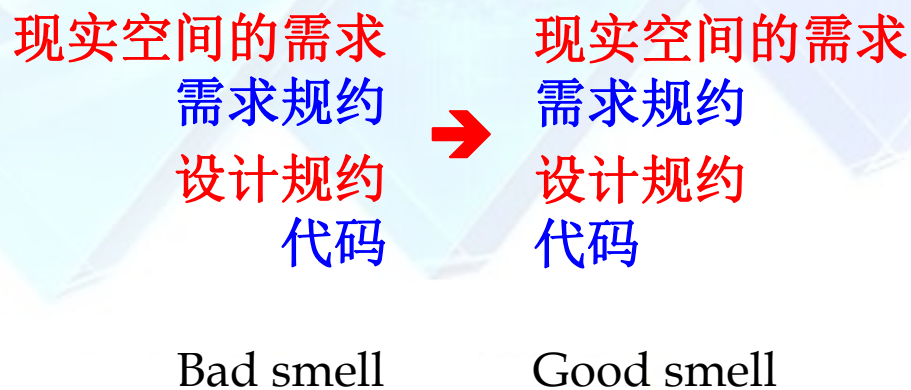 现实空间的需求
需求规约
设计规约
代码
Bad smell
现实空间的需求
需求规约
设计规约
代码
Good smell